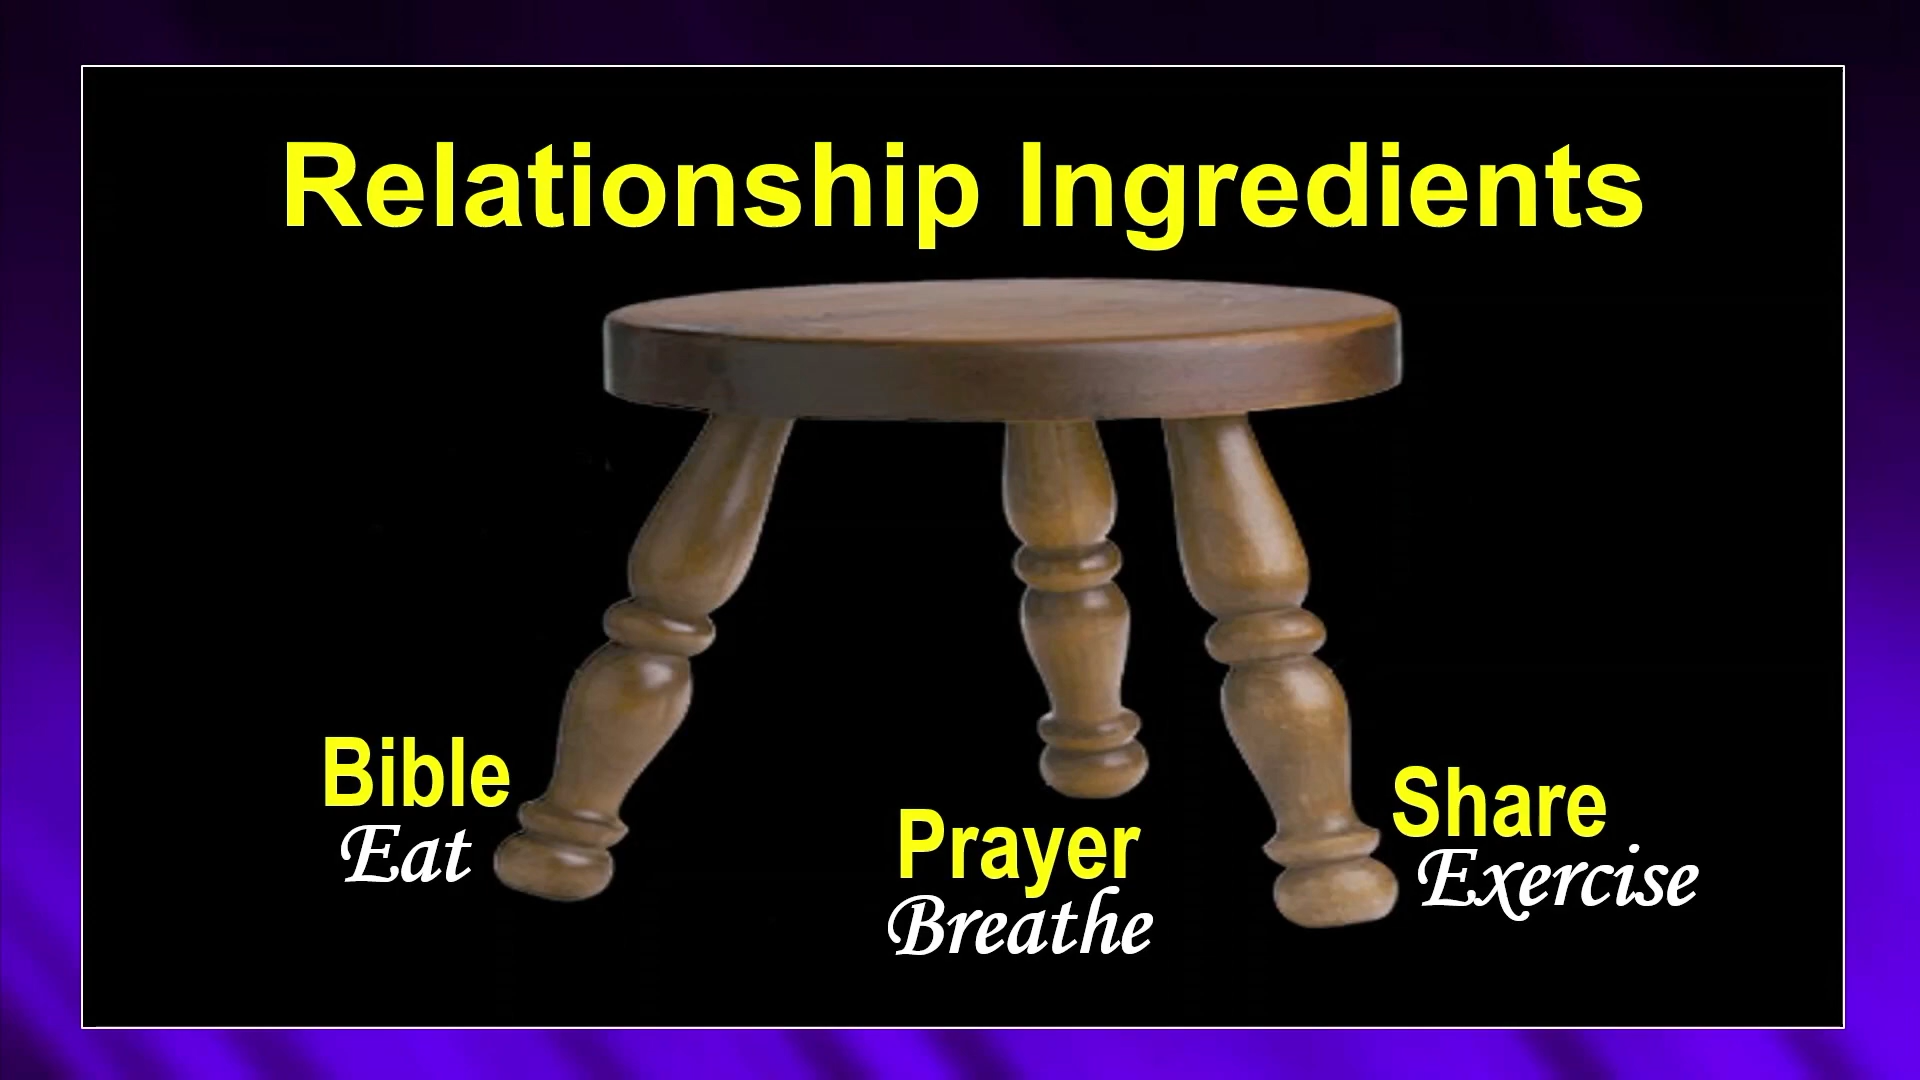 Relationship Ingredients
Bible
Eat
Prayer
Breathe
Share
Exercise